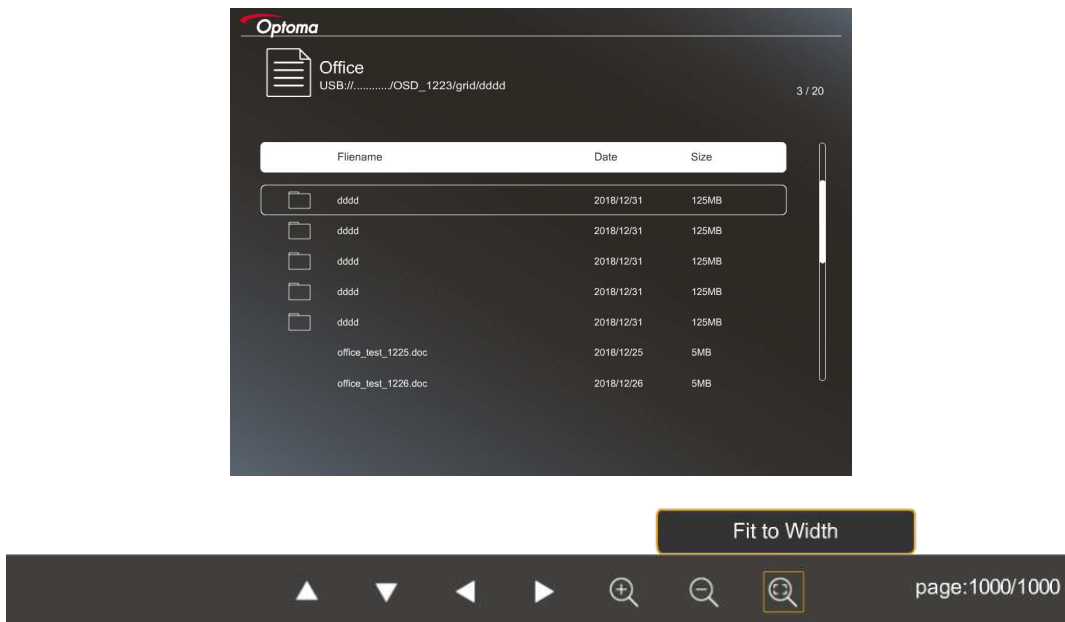 Optoma
Office
USB://.........../OSD_1223/grid/dddd
3 / 20
Fliename Date Size
dddd 2018/12/31 125MB
dddd 2018/12/31 125MB
dddd 2018/12/31 125MB
dddd 2018/12/31 125MB
dddd 2018/12/31 125MB
office_test_1225.doc 2018/12/25 5MB
office_test_1226.doc 2018/12/26 5MB
Fit to Width
page:1000/1000